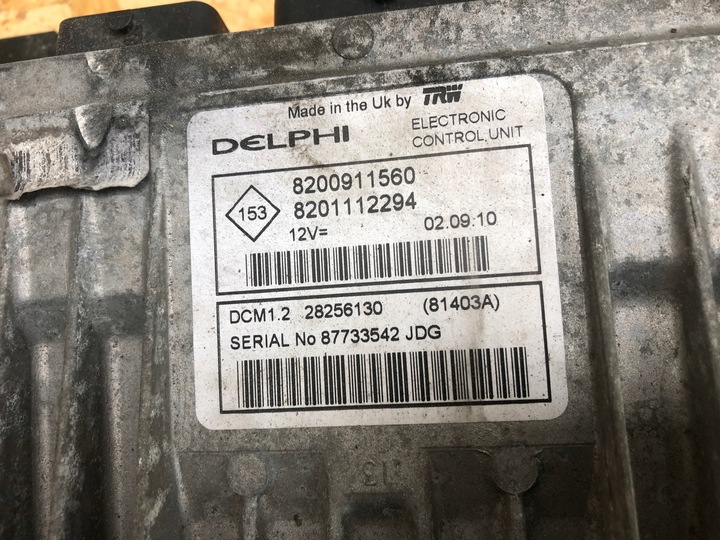 Made in the Uk by TRW
DELPHI ELECTRONIC
CONTROL UNIT
153
8200911560
8201112294
12V= 02.09.10
DCM1.2 28256130 (81403A)
SERIAL No 87733542 JDG
13